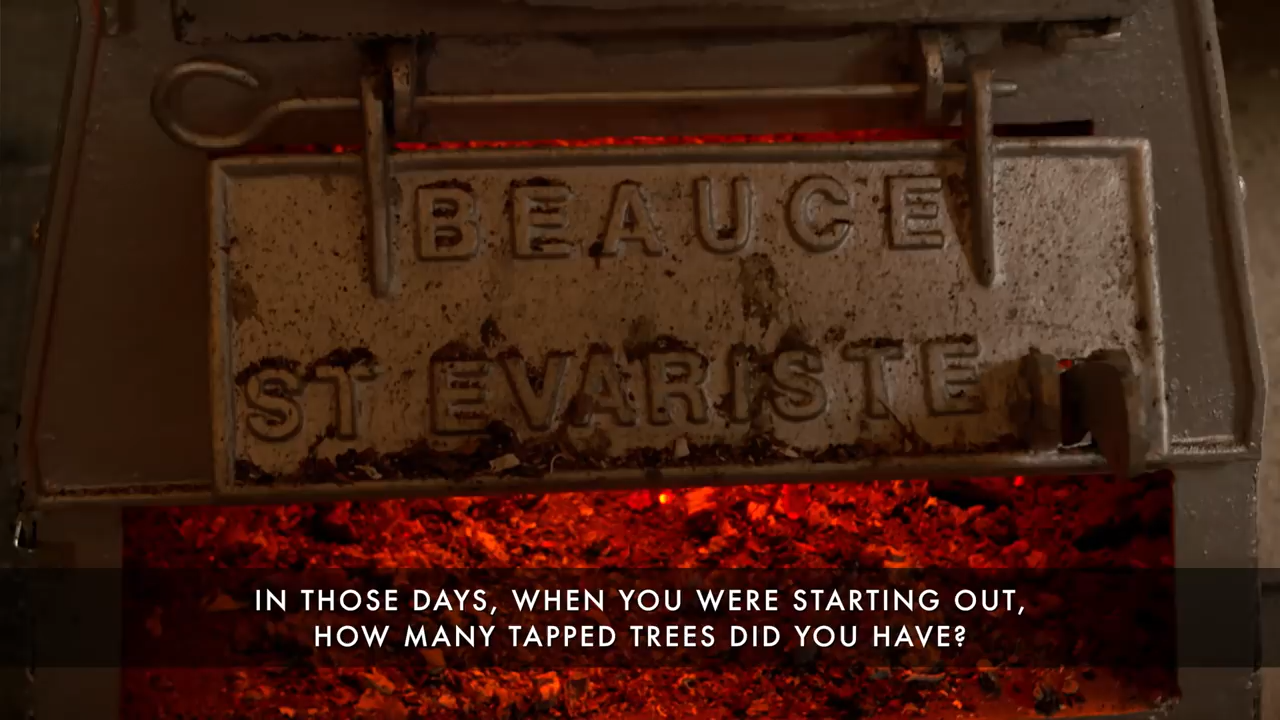 BEAUCE
ST EVARISTE
IN THOSE DAYS, WHEN YOU WERE STARTING OUT,
HOW MANY TAPPED TREES DID YOU HAVE?